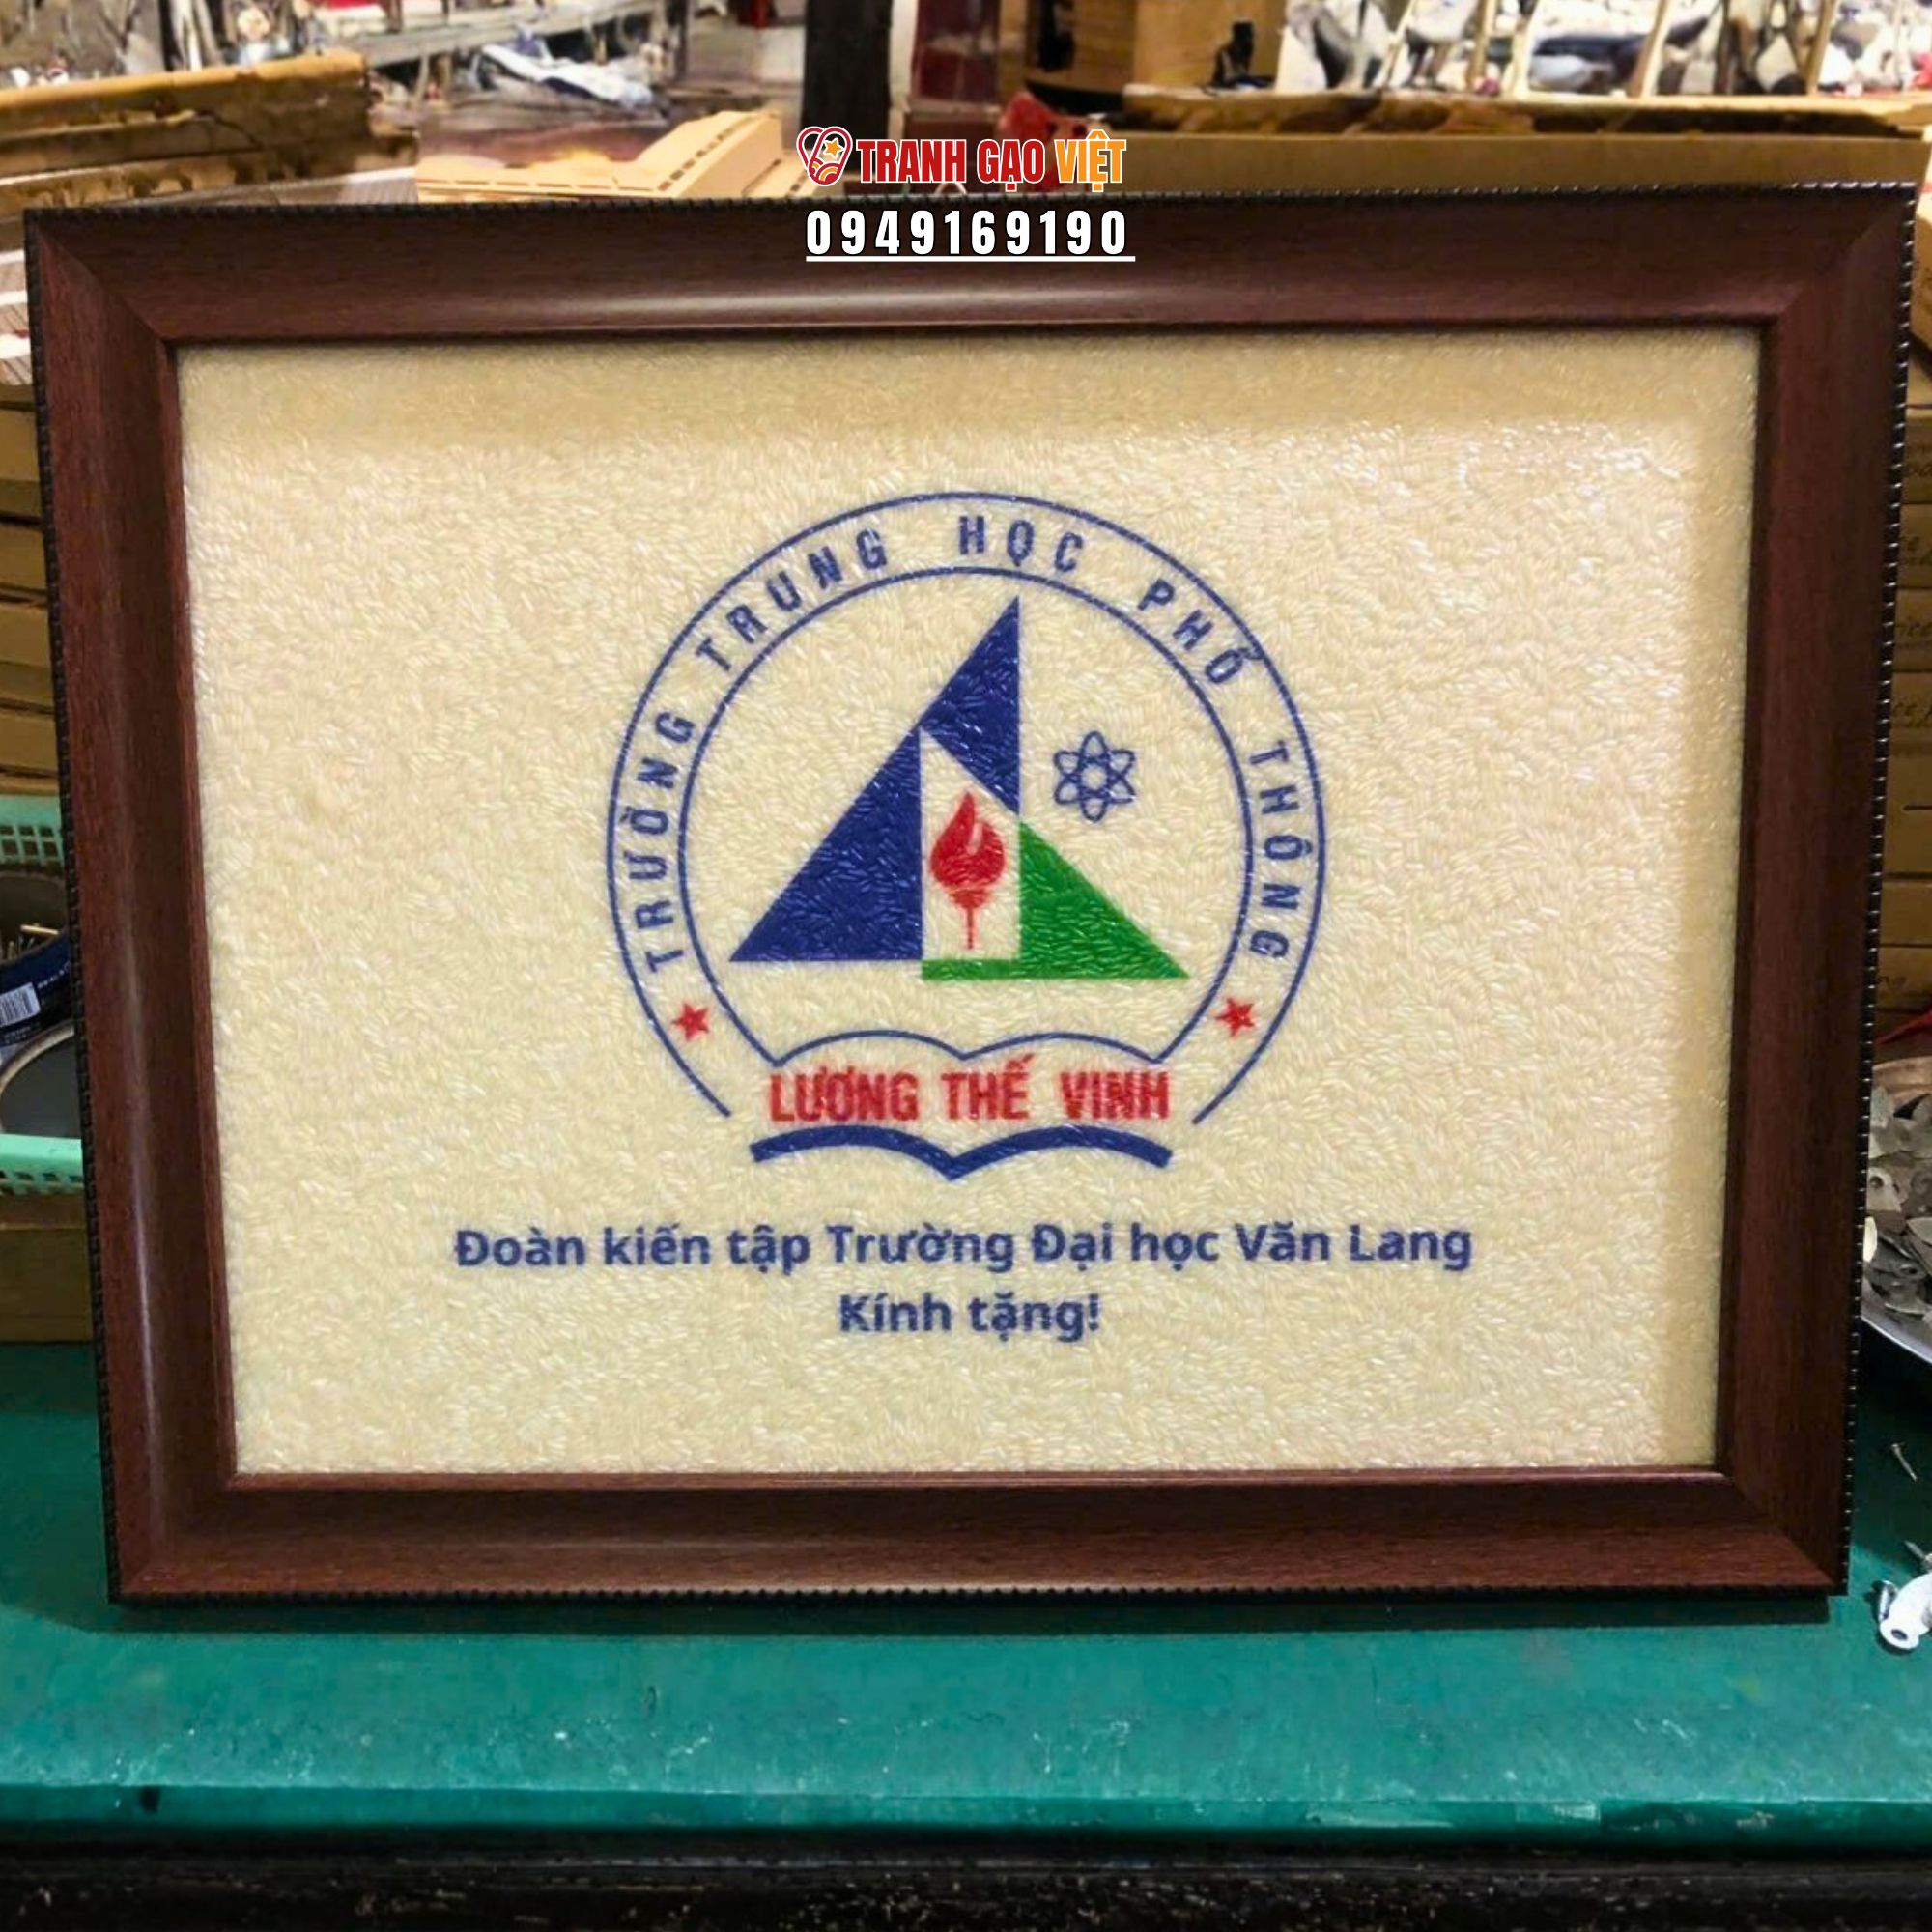 TRANH GẠO VIỆT
0949169190
TRƯỜNG TRUNG HỌC PHỔ THÔNG
LƯƠNG THẾ VINH
Đoàn kiến tập Trường Đại học Văn Lang
Kính tặng!